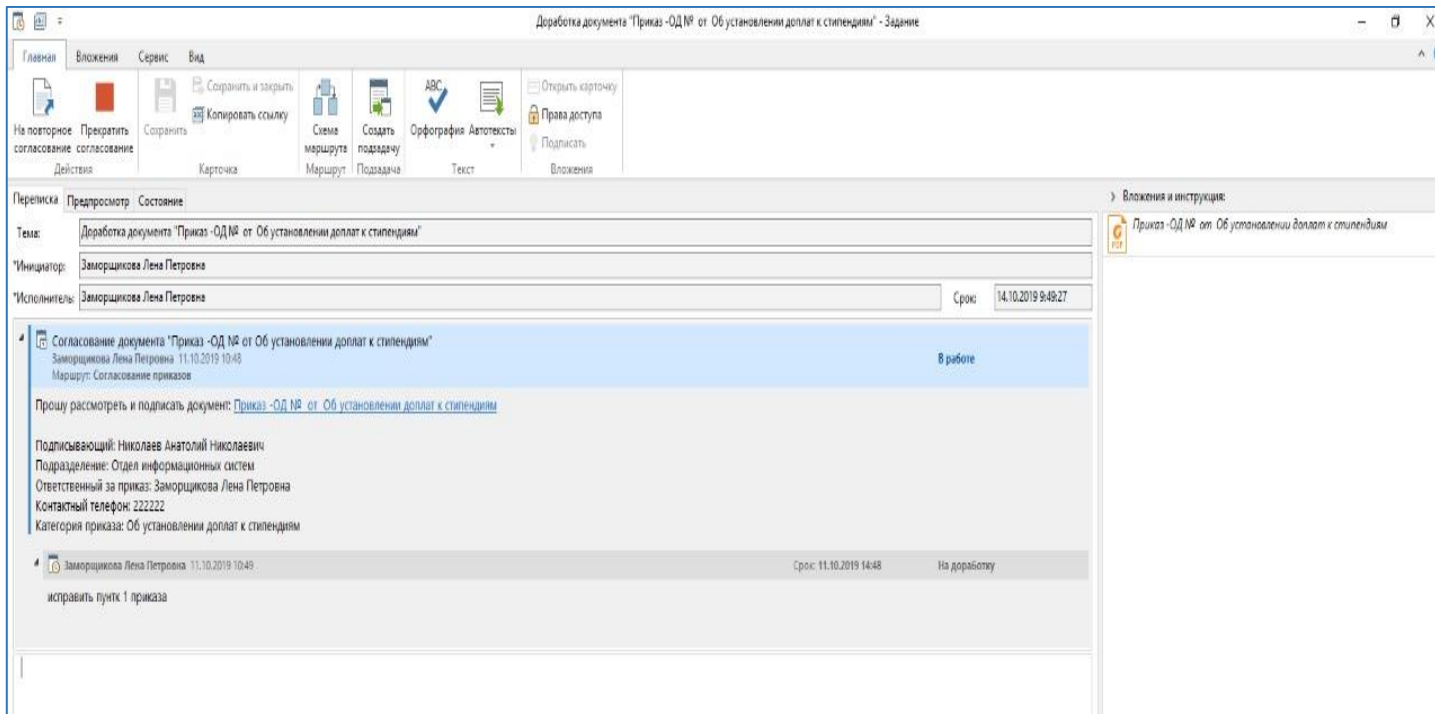 Доработка документа "Приказ -ОД № от Об установлении доплат к стипендиям" - Задание
Главная Вложения Сервис Вид
На повторное согласование
Прекратить согласование
Сохранить
Сохранить и закрыть
Копировать ссылку
Схема маршрута
Создать подзадачу
ABC
Орфография
Автотексты
Открыть карточку
Права доступа
Подписать
Действия Карточка Маршрут Подзадача Текст Вложения
Переписка Предпросмотр Состояние
Вложения и инструкция:
Тема: Доработка документа "Приказ -ОД № от Об установлении доплат к стипендиям"
PDF Приказ -ОД № от Об установлении доплат к стипендиям
*Инициатор: Заморщикова Лена Петровна
*Исполнитель: Заморщикова Лена Петровна Срок: 14.10.2019 9:49:27
Согласование документа "Приказ -ОД № от Об установлении доплат к стипендиям"
Заморщикова Лена Петровна 11.10.2019 10:48 В работе
Маршрут: Согласование приказов
Прошу рассмотреть и подписать документ: Приказ -ОД № от Об установлении доплат к стипендиям
Подписывающий: Николаев Анатолий Николаевич
Подразделение: Отдел информационных систем
Ответственный за приказ: Заморщикова Лена Петровна
Контактный телефон: 222222
Категория приказа: Об установлении доплат к стипендиям
Заморщикова Лена Петровна 11.10.2019 10:49 Срок: 11.10.2019 14:48 На доработку
исправить пунтк 1 приказа